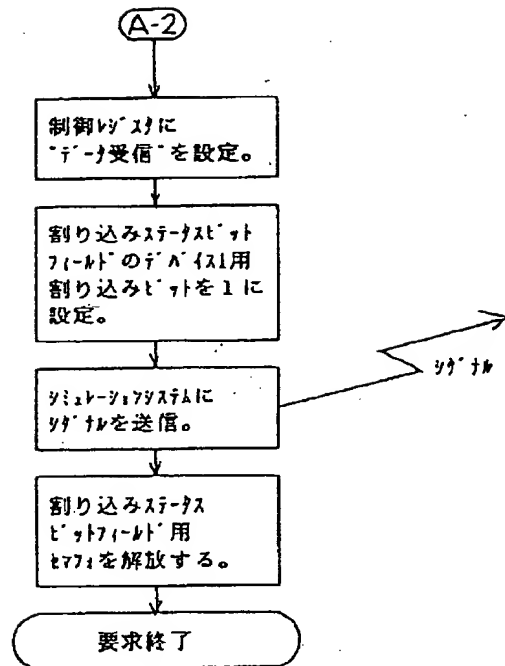 A-2
制御ﾚｼﾞｽﾀに
"ﾃﾞｰﾀ受信"を設定。
割り込みｽﾃｰﾀｽﾋﾞｯﾄ
ﾌｨｰﾙﾄﾞのﾃﾞﾊﾞｲｽ1用
割り込みﾋﾞｯﾄを1に
設定。
ｼﾐｭﾚｰｼｮﾝｼｽﾃﾑに
ｼｸﾞﾅﾙを送信。
ｼｸﾞﾅﾙ
割り込みｽﾃｰﾀｽ
ﾋﾞｯﾄﾌｨｰﾙﾄﾞ用
ｾﾏﾌｫを解放する。
要求終了